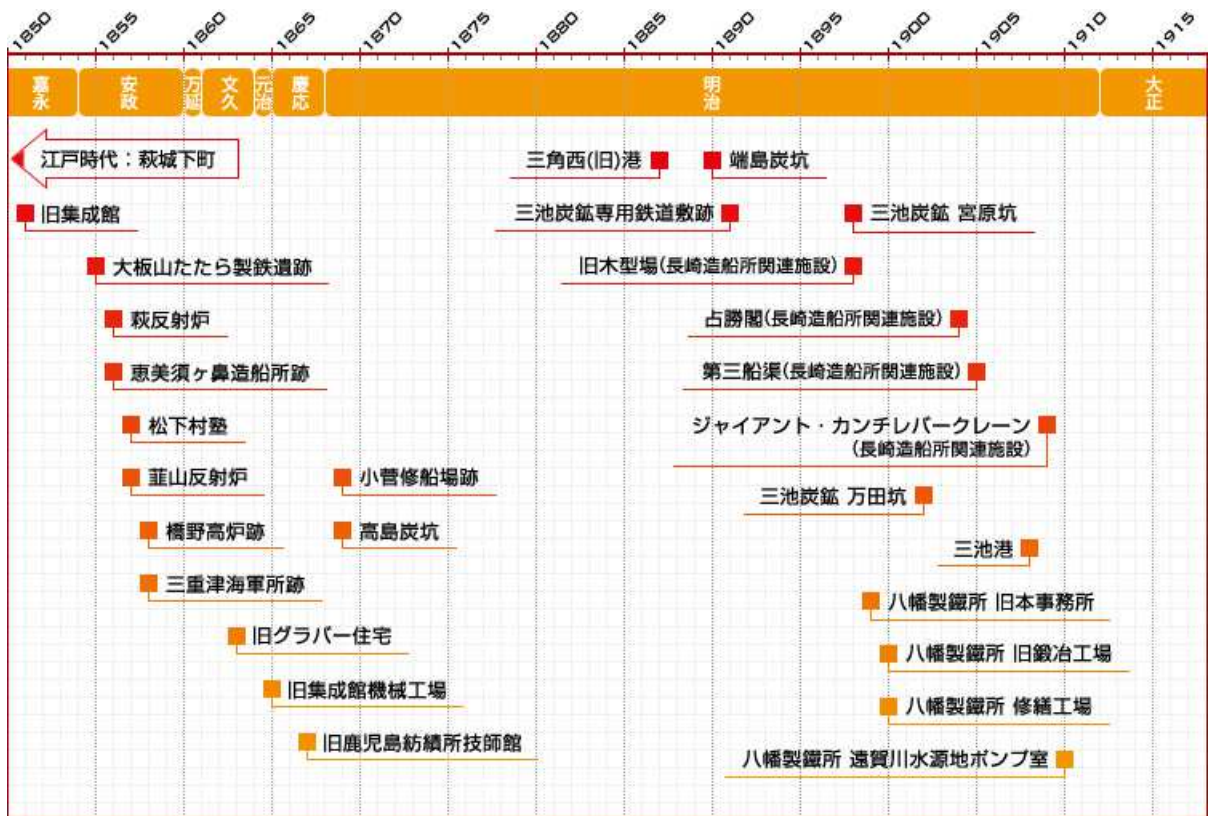 1850 1855 1860 1865 1870 1875 1880 1885 1890 1895 1900 1905 1910 1915
嘉永 安政 万延 文久 元治 慶応 明治 大正
江戸時代：萩城下町 三角西(旧)港 端島炭坑
旧集成館 三池炭鉱専用鉄道敷跡 三池炭鉱 宮原坑
大板山たたら製鉄遺跡 旧木型場(長崎造船所関連施設)
萩反射炉 占勝閣(長崎造船所関連施設)
恵美須ヶ鼻造船所跡 第三船渠(長崎造船所関連施設)
松下村塾 ジャイアント・カンチレバークレーン
(長崎造船所関連施設)
韮山反射炉 小菅修船場跡 三池炭鉱 万田坑
橋野高炉跡 高島炭坑 三池港
三重津海軍所跡 八幡製鐵所 旧本事務所
旧グラバー住宅 八幡製鐵所 旧鍛冶工場
旧集成館機械工場 八幡製鐵所 修繕工場
旧鹿児島紡績所技師館 八幡製鐵所 遠賀川水源地ポンプ室